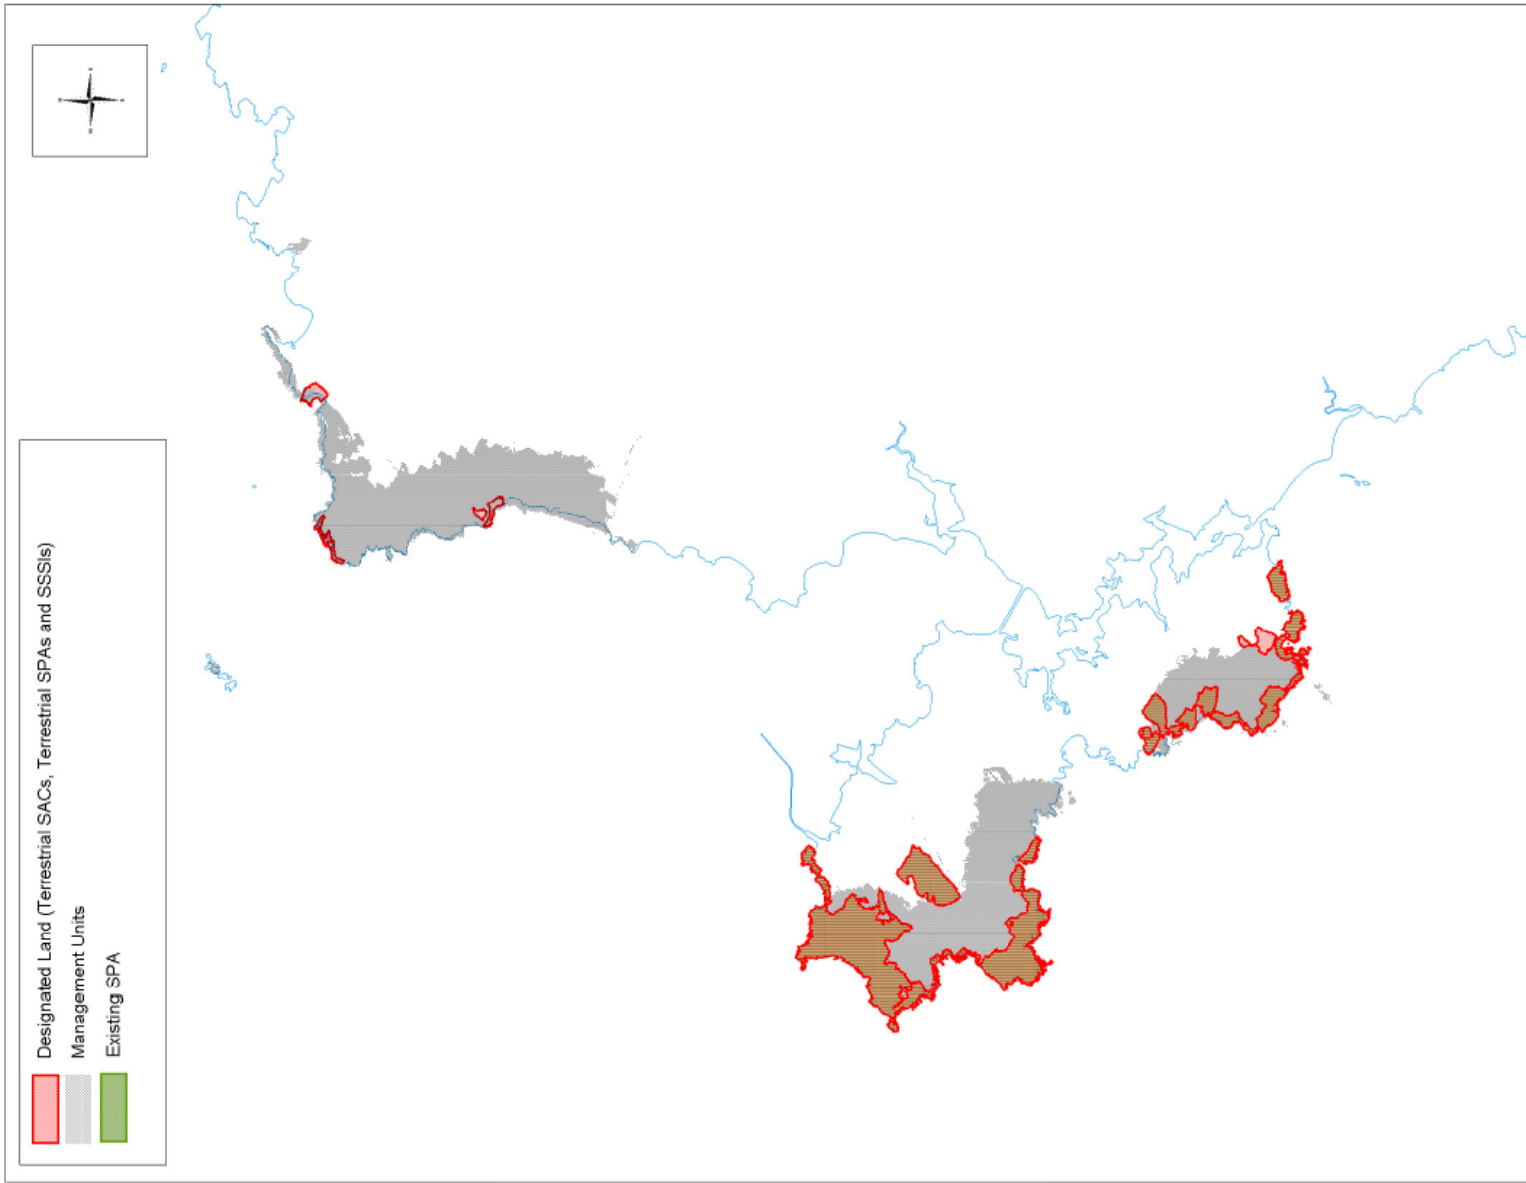 Designated Land (Terrestrial SACs, Terrestrial SPAs and SSSIs)
Management Units
Existing SPA